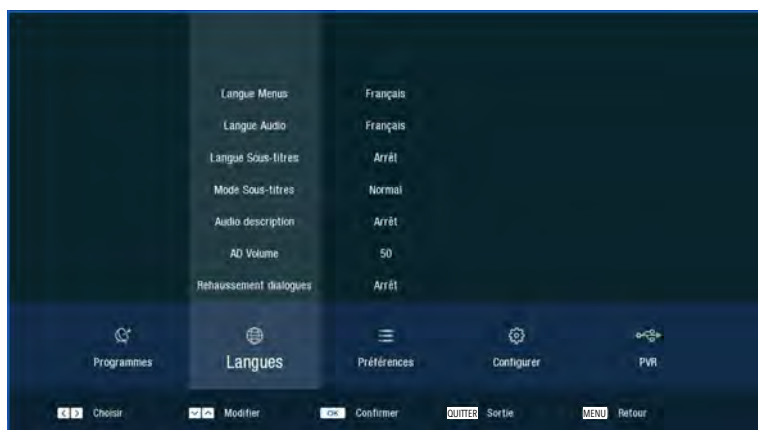 Langue Menus Français
Langue Audio Français
Langue Sous-titres Arrêt
Mode Sous-titres Normal
Audio description Arrêt
AD Volume 50
Rehaussement dialogues Arrêt
Programmes Langues Préférences Configurer PVR
Choisir Modifier OK Confirmer QUITTER Sortie MENU Retour